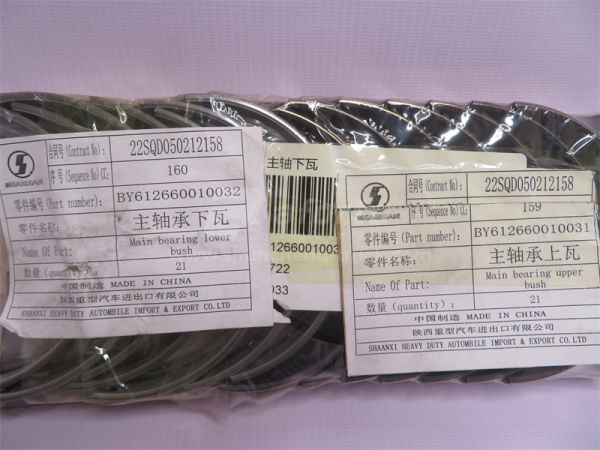 合同号 (Contract No): 22SQD050212158
序 号 (Sequence No) CC: 160
零件编号 (Part number): BY612660010032
零件名称: 主轴承下瓦
Name Of Part: Main bearing lower bush
数量 (quantity): 21
中国制造 MADE IN CHINA
陕西重型汽车进出口有限公司
SHAANXI HEAVY DUTY AUTOMBILE IMPORT & EXPORT CO.LTD
主轴下瓦
1266001003
722
033
合同号 (Contract No): 22SQD050212158
序 号 (Sequence No) CC: 159
零件编号 (Part number): BY612660010031
零件名称: 主轴承上瓦
Name Of Part: Main bearing upper bush
数量 (quantity) : 21
中国制造 MADE IN CHINA
陕西重型汽车进出口有限公司
SHAANXI HEAVY DUTY AUTOMBILE IMPORT & EXPORT CO.LTD